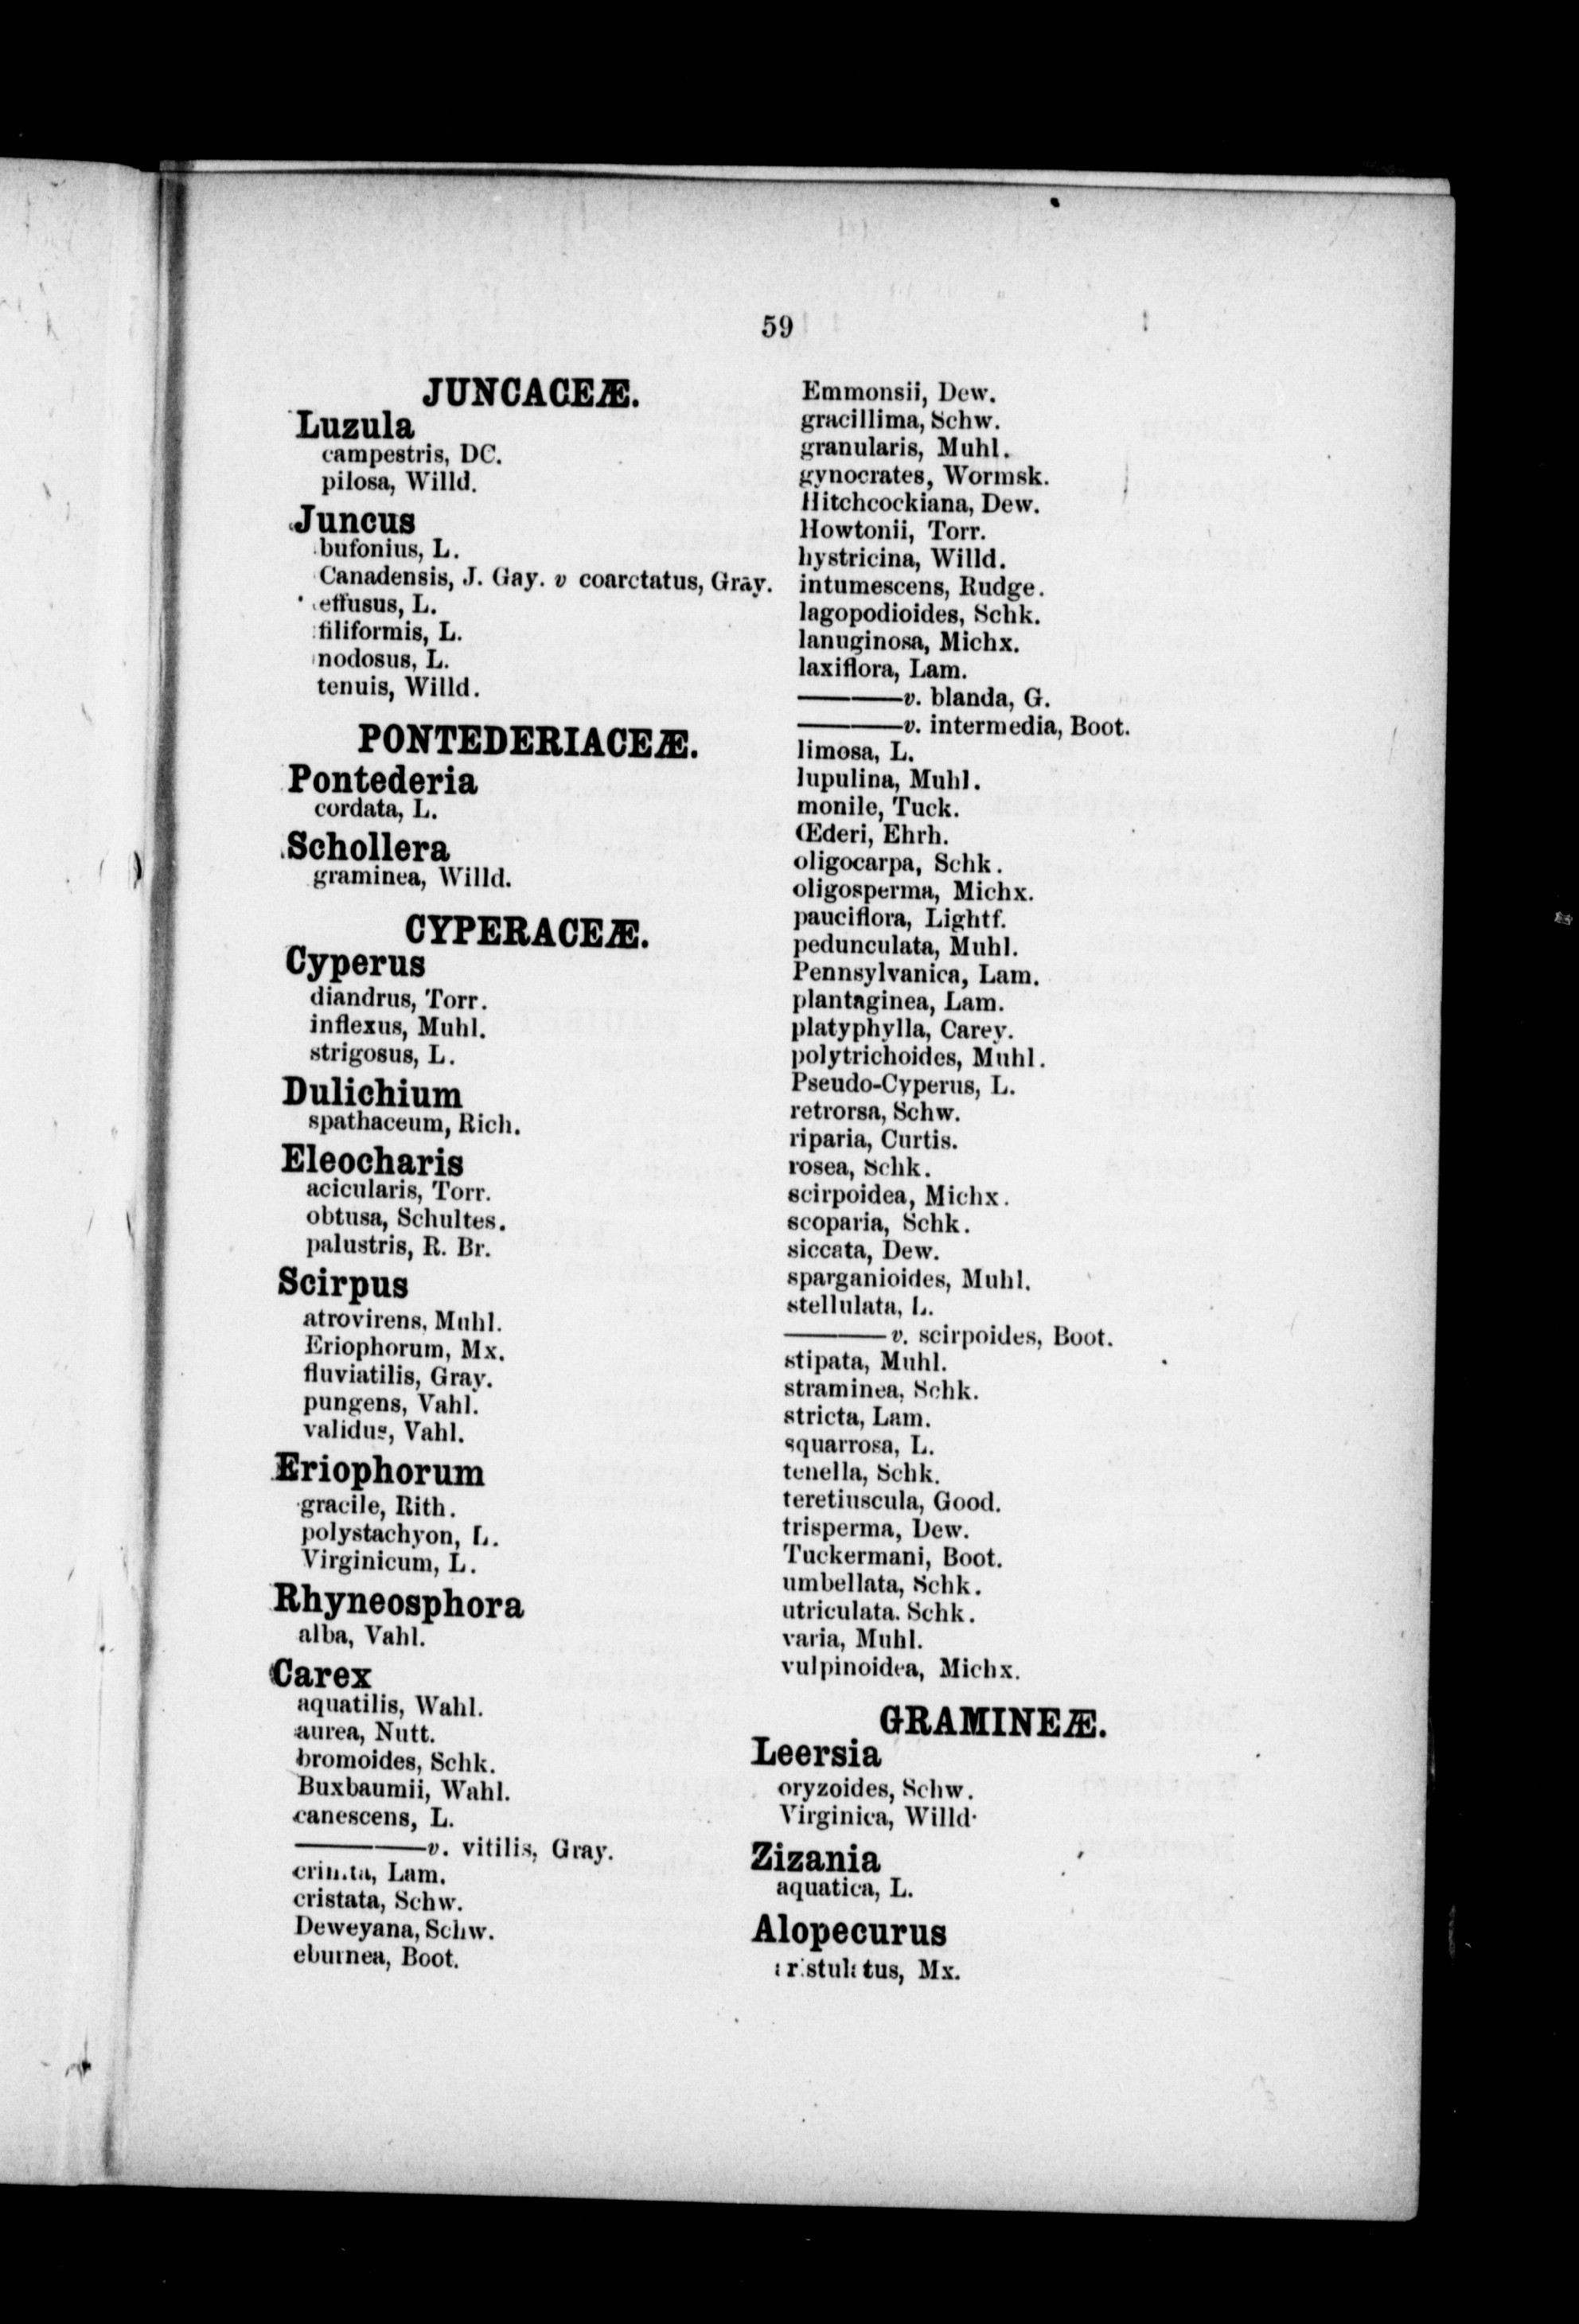 59
JUNCACEÆ.
Luzula
campestris, DC.
pilosa, Willd.
Juncus
bufonius, L.
Canadensis, J. Gay. v coarctatus, Gray.
effusus, L.
filiformis, L.
nodosus, L.
tenuis, Willd.
PONTEDERIACEÆ.
Pontederia
cordata, L.
Schollera
graminea, Willd.
CYPERACEÆ.
Cyperus
diandrus, Torr.
inflexus, Muhl.
strigosus, L.
Dulichium
spathaceum, Rich.
Eleocharis
acicularis, Torr.
obtusa, Schultes.
palustris, R. Br.
Scirpus
atrovirens, Muhl.
Eriophorum, Mx.
fluviatilis, Gray.
pungens, Vahl.
validus, Vahl.
Eriophorum
gracile, Rith.
polystachyon, L.
Virginicum, L.
Rhyneosphora
alba, Vahl.
Carex
aquatilis, Wahl.
aurea, Nutt.
bromoides, Schk.
Buxbaumii, Wahl.
canescens, L.
————v. vitilis, Gray.
crinita, Lam.
cristata, Schw.
Deweyana, Schw.
eburnea, Boot.
Emmonsii, Dew.
gracillima, Schw.
granularis, Muhl.
gynocrates, Wormsk.
Hitchcockiana, Dew.
Howtonii, Torr.
hystricina, Willd.
intumescens, Rudge.
lagopodioides, Schk.
lanuginosa, Michx.
laxiflora, Lam.
————v. blanda, G.
————v. intermedia, Boot.
limosa, L.
lupulina, Muhl.
monile, Tuck.
Œderi, Ehrh.
oligocarpa, Schk.
oligosperma, Michx.
pauciflora, Lightf.
pedunculata, Muhl.
Pennsylvanica, Lam.
plantaginea, Lam.
platyphylla, Carey.
polytrichoides, Muhl.
Pseudo-Cyperus, L.
retrorsa, Schw.
riparia, Curtis.
rosea, Schk.
scirpoidea, Michx.
scoparia, Schk.
siccata, Dew.
sparganioides, Muhl.
stellulata, L.
————v. scirpoides, Boot.
stipata, Muhl.
straminea, Schk.
stricta, Lam.
squarrosa, L.
tenella, Schk.
teretiuscula, Good.
trisperma, Dew.
Tuckermani, Boot.
umbellata, Schk.
utriculata. Schk.
varia, Muhl.
vulpinoidea, Michx.
GRAMINEÆ.
Leersia
oryzoides, Schw.
Virginica, Willd.
Zizania
aquatica, L.
Alopecurus
aristulatus, Mx.